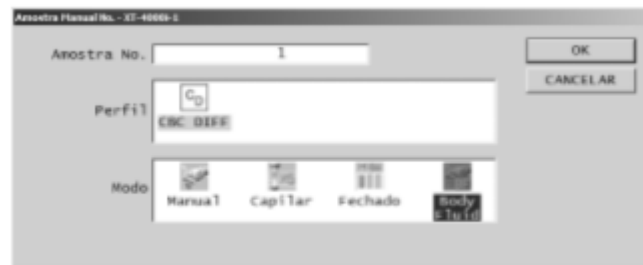 Amostra Manual No. - XT-4000i-1
Amostra No. 1
OK
CANCELAR
Perfil
CD
CBC DIFF
Modo
Manual Capilar Fechado Body Fluid